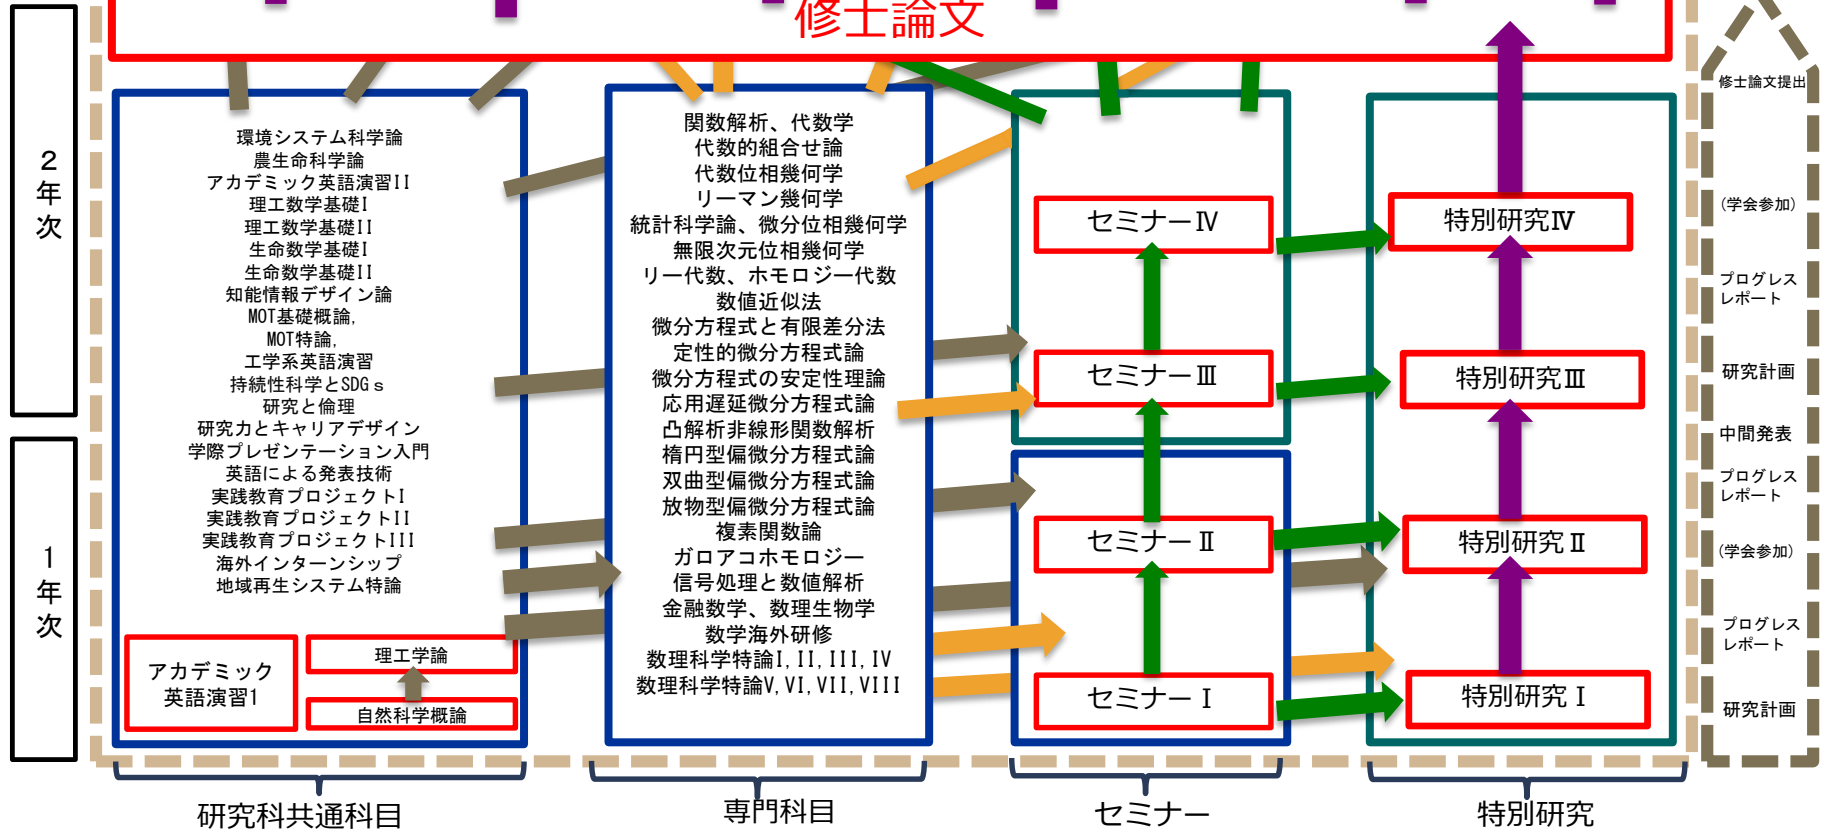 修士論文
2
年
次
1
年
次
環境システム科学論
農生命科学論
アカデミック英語演習II
理工数学基礎I
理工数学基礎II
生命数学基礎I
生命数学基礎II
知能情報デザイン論
MOT基礎概論,
MOT特論,
工学系英語演習
持続性科学とSDGｓ
研究と倫理
研究力とキャリアデザイン
学際プレゼンテーション入門
英語による発表技術
実践教育プロジェクトI
実践教育プロジェクトII
実践教育プロジェクトIII
海外インターンシップ
地域再生システム特論
アカデミック
英語演習1
理工学論
自然科学概論
関数解析、代数学
代数的組合せ論
代数位相幾何学
リーマン幾何学
統計科学論、微分位相幾何学
無限次元位相幾何学
リー代数、ホモロジー代数
数値近似法
微分方程式と有限差分法
定性的微分方程式論
微分方程式の安定性理論
応用遅延微分方程式論
凸解析非線形関数解析
楕円型偏微分方程式論
双曲型偏微分方程式論
放物型偏微分方程式論
複素関数論
ガロアコホモロジー
信号処理と数値解析
金融数学、数理生物学
数学海外研修
数理科学特論I,II,III,IV
数理科学特論V,VI,VII,VIII
セミナーⅣ
セミナーⅢ
セミナーⅡ
セミナーⅠ
特別研究Ⅳ
特別研究Ⅲ
特別研究Ⅱ
特別研究Ⅰ
修士論文提出
(学会参加)
プログレス
レポート
研究計画
中間発表
プログレス
レポート
(学会参加)
プログレス
レポート
研究計画
研究科共通科目
専門科目
セミナー
特別研究